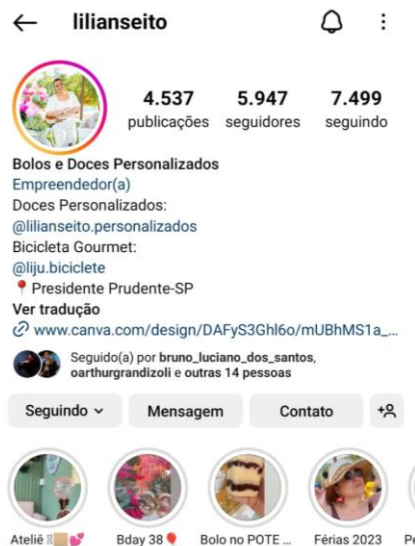 lilianseito
4.537 5.947 7.499
publicações seguidores seguindo
Bolos e Doces Personalizados
Empreendedor(a)
Doces Personalizados:
@lilianseito.personalizados
Bicicleta Gourmet:
@liju.biciclete
📍 Presidente Prudente-SP
Ver tradução
www.canva.com/design/DAFyS3Ghl6o/mUBhMS1a_...
Seguido(a) por bruno_luciano_dos_santos,
oarthurgrandizoli e outras 14 pessoas
Seguindo Mensagem Contato
Ateliê Bday 38🎈 Bolo no POTE ... Férias 2023